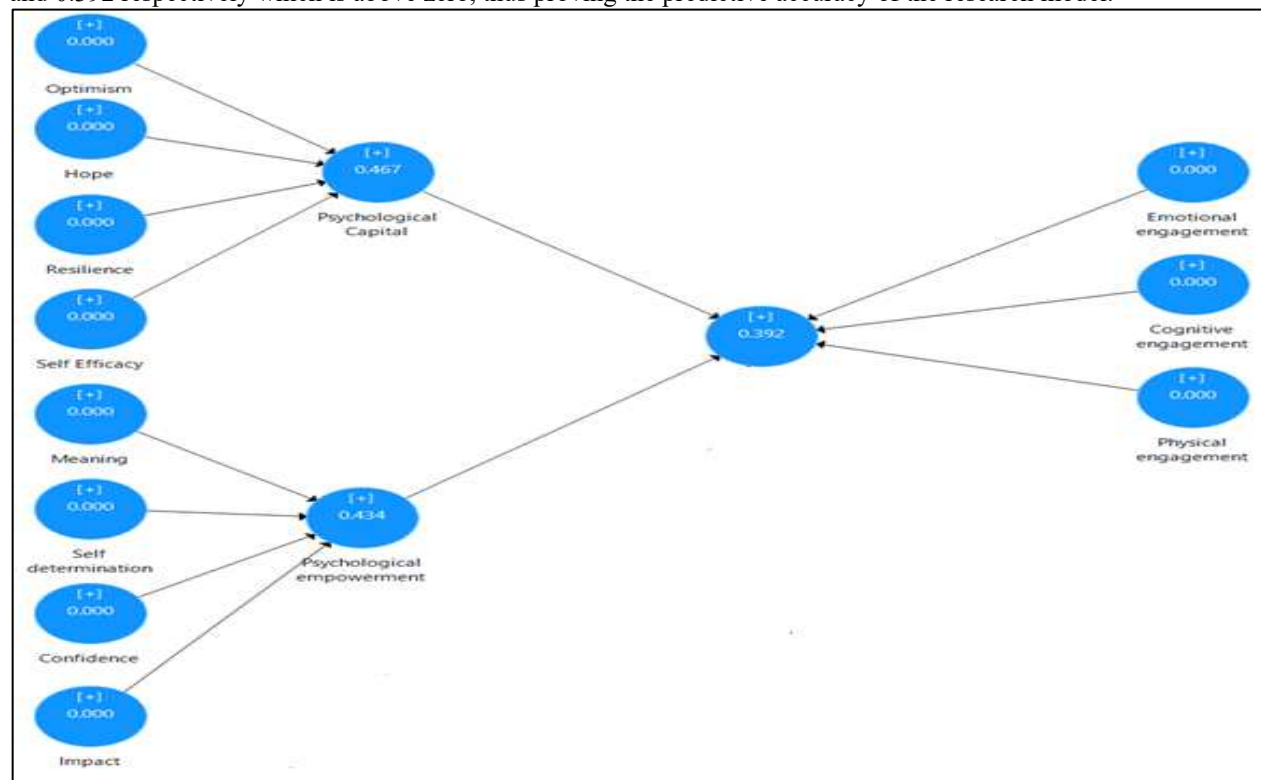 and 0.392 respectively which is above zero, thus proving the predictive accuracy of the research model.
[+]
0.000
Optimism
[+]
0.000
Hope
[+]
0.000
Resilience
[+]
0.000
Self Efficacy
[+]
0.000
Meaning
[+]
0.000
Self
determination
[+]
0.000
Confidence
[+]
0.000
Impact
[+]
0.467
Psychological
Capital
[+]
0.434
Psychological
empowerment
[+]
0.392
[+]
0.000
Emotional
engagement
[+]
0.000
Cognitive
engagement
[+]
0.000
Physical
engagement